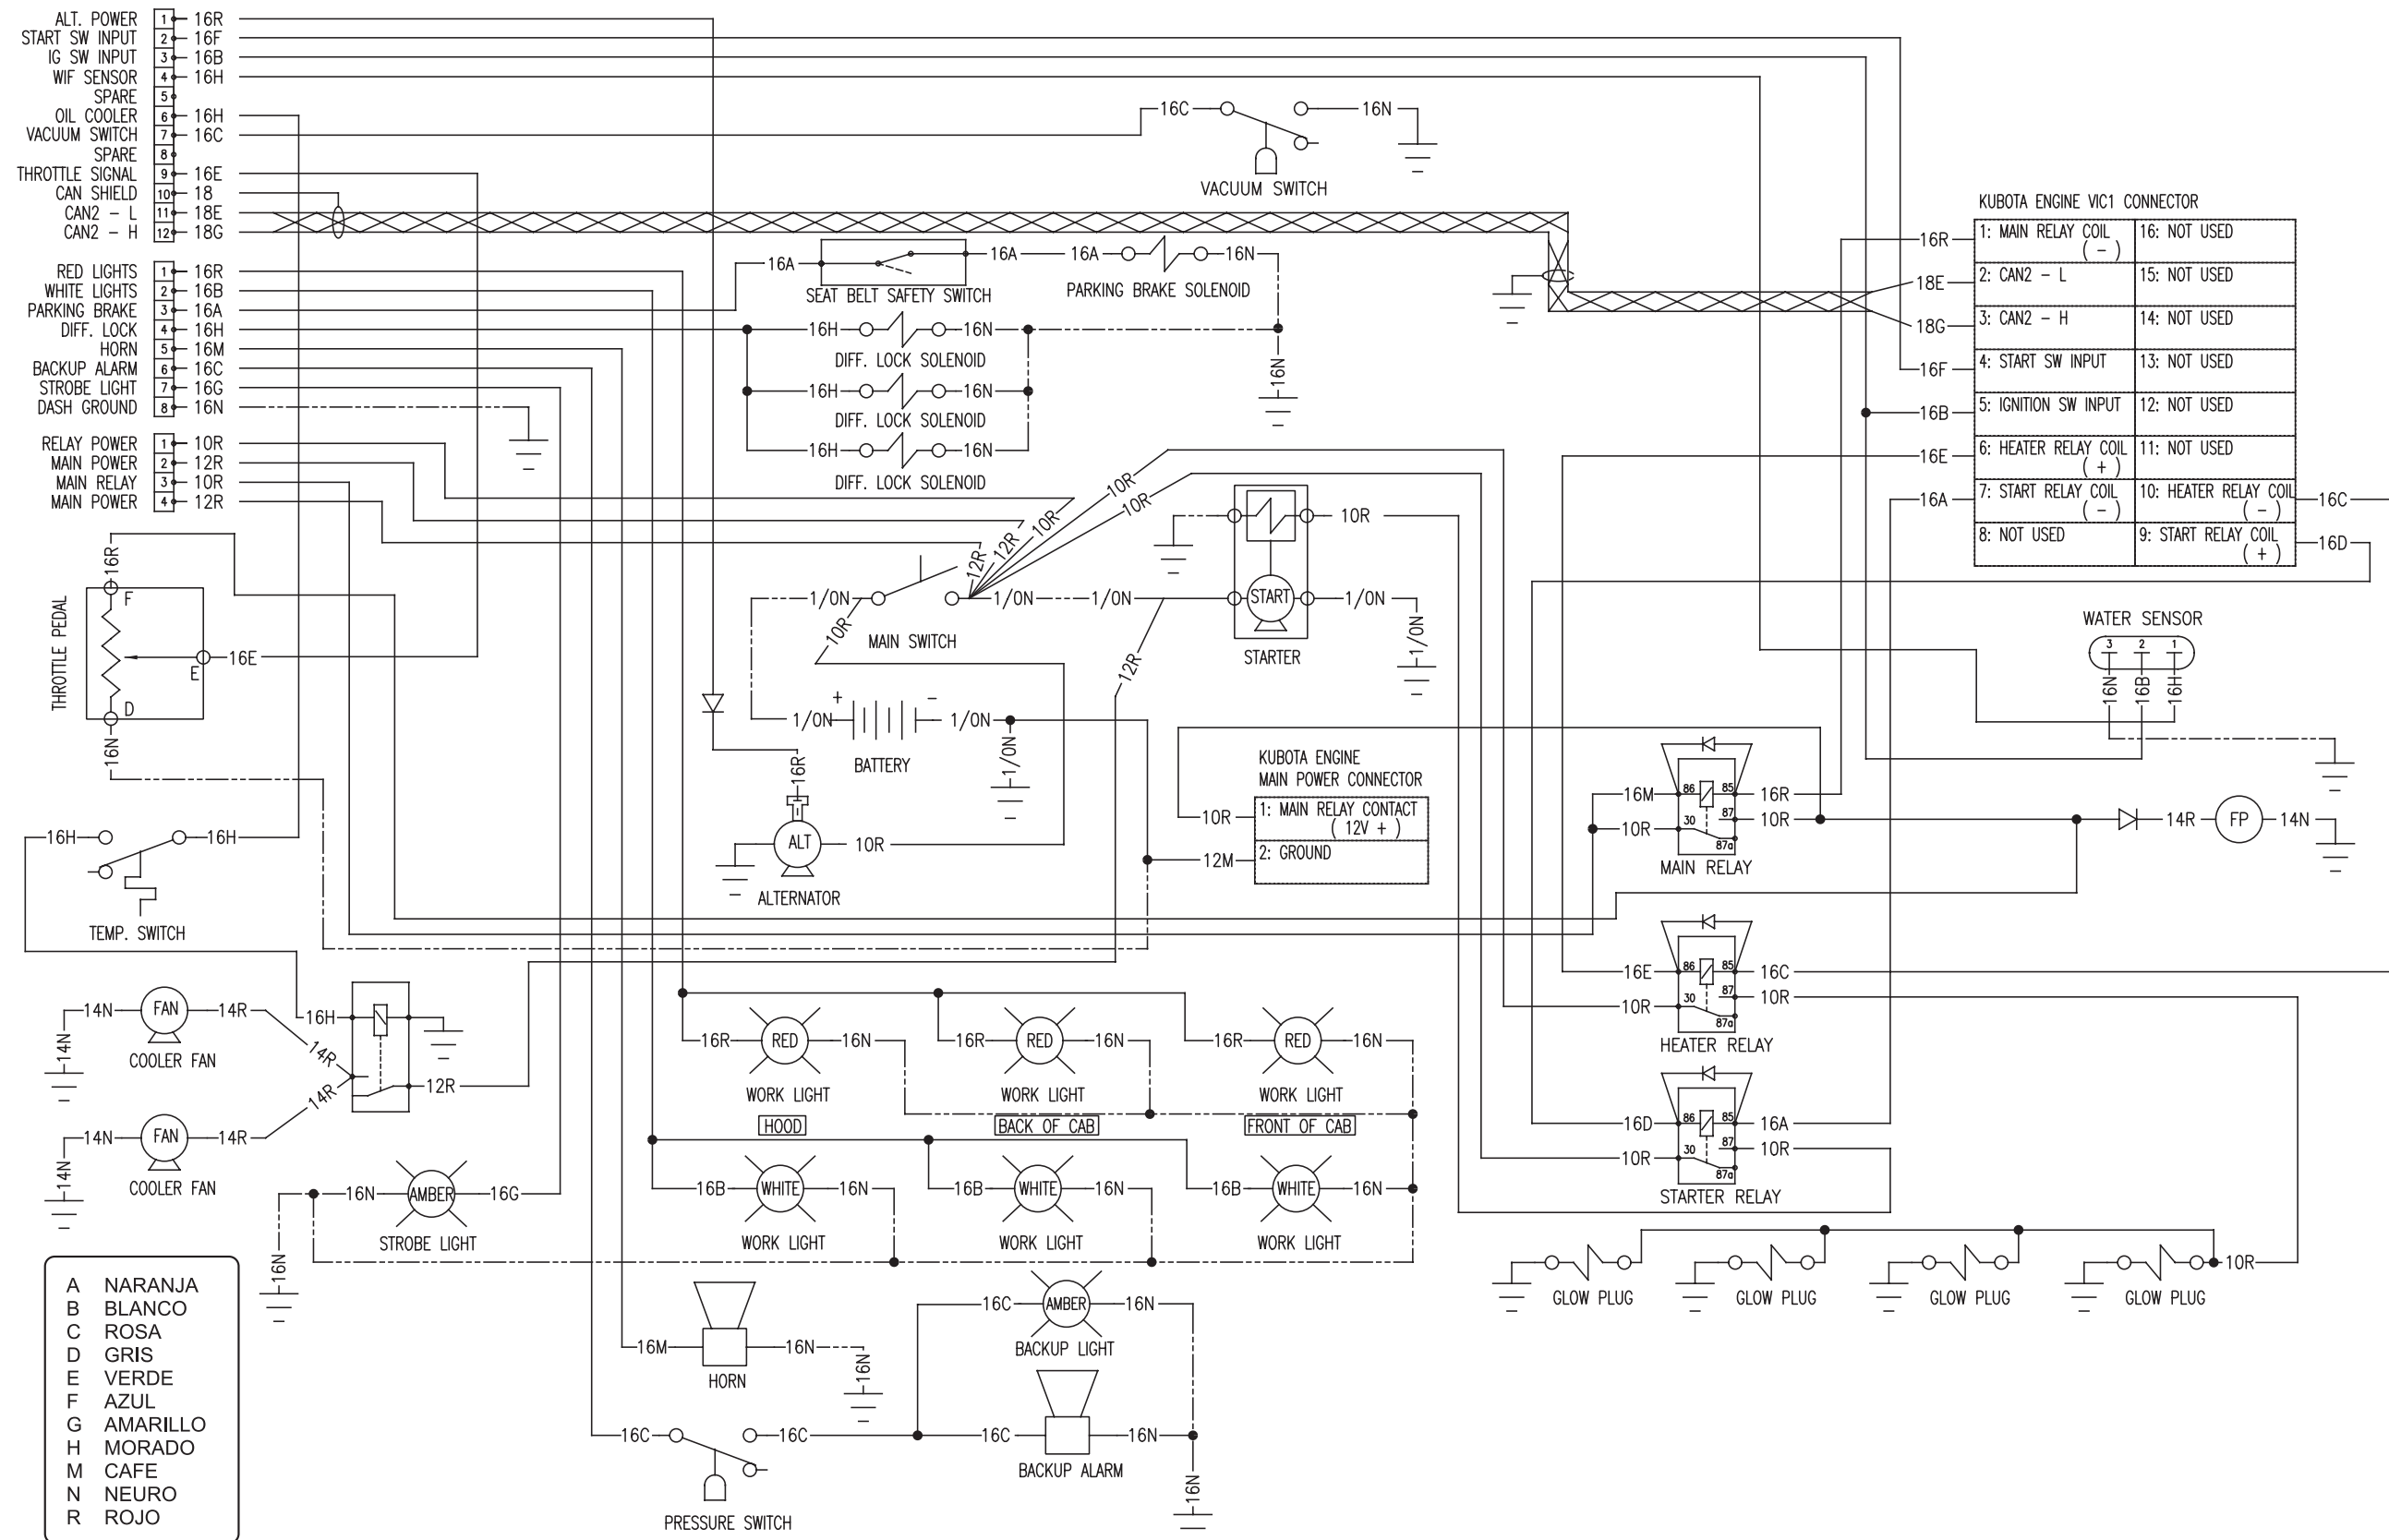 ALT. POWER 1 16R
START SW INPUT 2 16F
IG SW INPUT 3 16B
WIF SENSOR 4 16H
SPARE 5
OIL COOLER 6 16H
VACUUM SWITCH 7 16C
SPARE 8
THROTTLE SIGNAL 9 16E
CAN SHIELD 10 18
CAN2 - L 11 18E
CAN2 - H 12 18G
RED LIGHTS 1 16R
WHITE LIGHTS 2 16B
PARKING BRAKE 3 16A
DIFF. LOCK 4 16H
HORN 5 16M
BACKUP ALARM 6 16C
STROBE LIGHT 7 16G
DASH GROUND 8 16N
RELAY POWER 1 10R
MAIN POWER 2 12R
MAIN RELAY 3 10R
MAIN POWER 4 12R
16C 16N
VACUUM SWITCH
16A 16A 16A 16N
SEAT BELT SAFETY SWITCH
PARKING BRAKE SOLENOID
16H 16N
DIFF. LOCK SOLENOID
16H 16N
DIFF. LOCK SOLENOID
16H 16N
DIFF. LOCK SOLENOID
16N
KUBOTA ENGINE VIC1 CONNECTOR
16R 1: MAIN RELAY COIL ( - ) 16: NOT USED
18E 2: CAN2 - L 15: NOT USED
18G 3: CAN2 - H 14: NOT USED
16F 4: START SW INPUT 13: NOT USED
16B 5: IGNITION SW INPUT 12: NOT USED
16E 6: HEATER RELAY COIL ( + ) 11: NOT USED
16A 7: START RELAY COIL ( - ) 10: HEATER RELAY COIL ( - ) 16C
8: NOT USED 9: START RELAY COIL ( + ) 16D
16R
F
THROTTLE PEDAL
E 16E
D
16N
12R 12R 10R 10R 10R
1/0N 1/0N 1/0N
10R
MAIN SWITCH
10R
START
1/0N
1/0N
STARTER
12R
+ -
1/0N 1/0N
1/0N
BATTERY
16R
ALT 10R
ALTERNATOR
KUBOTA ENGINE
MAIN POWER CONNECTOR
10R 1: MAIN RELAY CONTACT
( 12V + )
12M 2: GROUND
WATER SENSOR
3 2 1
16N 16B 16H
16M 86 85 16R
10R 30 87 10R
87a
MAIN RELAY
14R FP 14N
16E 86 85 16C
10R 30 87 10R
87a
HEATER RELAY
16D 86 85 16A
10R 30 87 10R
87a
STARTER RELAY
16H 16H
TEMP. SWITCH
14N FAN 14R
14N
COOLER FAN
14N FAN 14R
14N
COOLER FAN
16H
14R
14R
12R
16R RED 16N
WORK LIGHT
HOOD
16R RED 16N
WORK LIGHT
BACK OF CAB
16R RED 16N
WORK LIGHT
FRONT OF CAB
16B WHITE 16N
WORK LIGHT
16B WHITE 16N
WORK LIGHT
16B WHITE 16N
WORK LIGHT
16N AMBER 16G
STROBE LIGHT
16N
GLOW PLUG
GLOW PLUG
GLOW PLUG
GLOW PLUG
10R
16M 16N
16N
HORN
16C AMBER 16N
BACKUP LIGHT
16C 16C 16C 16N
BACKUP ALARM
16N
PRESSURE SWITCH
A NARANJA
B BLANCO
C ROSA
D GRIS
E VERDE
F AZUL
G AMARILLO
H MORADO
M CAFE
N NEURO
R ROJO